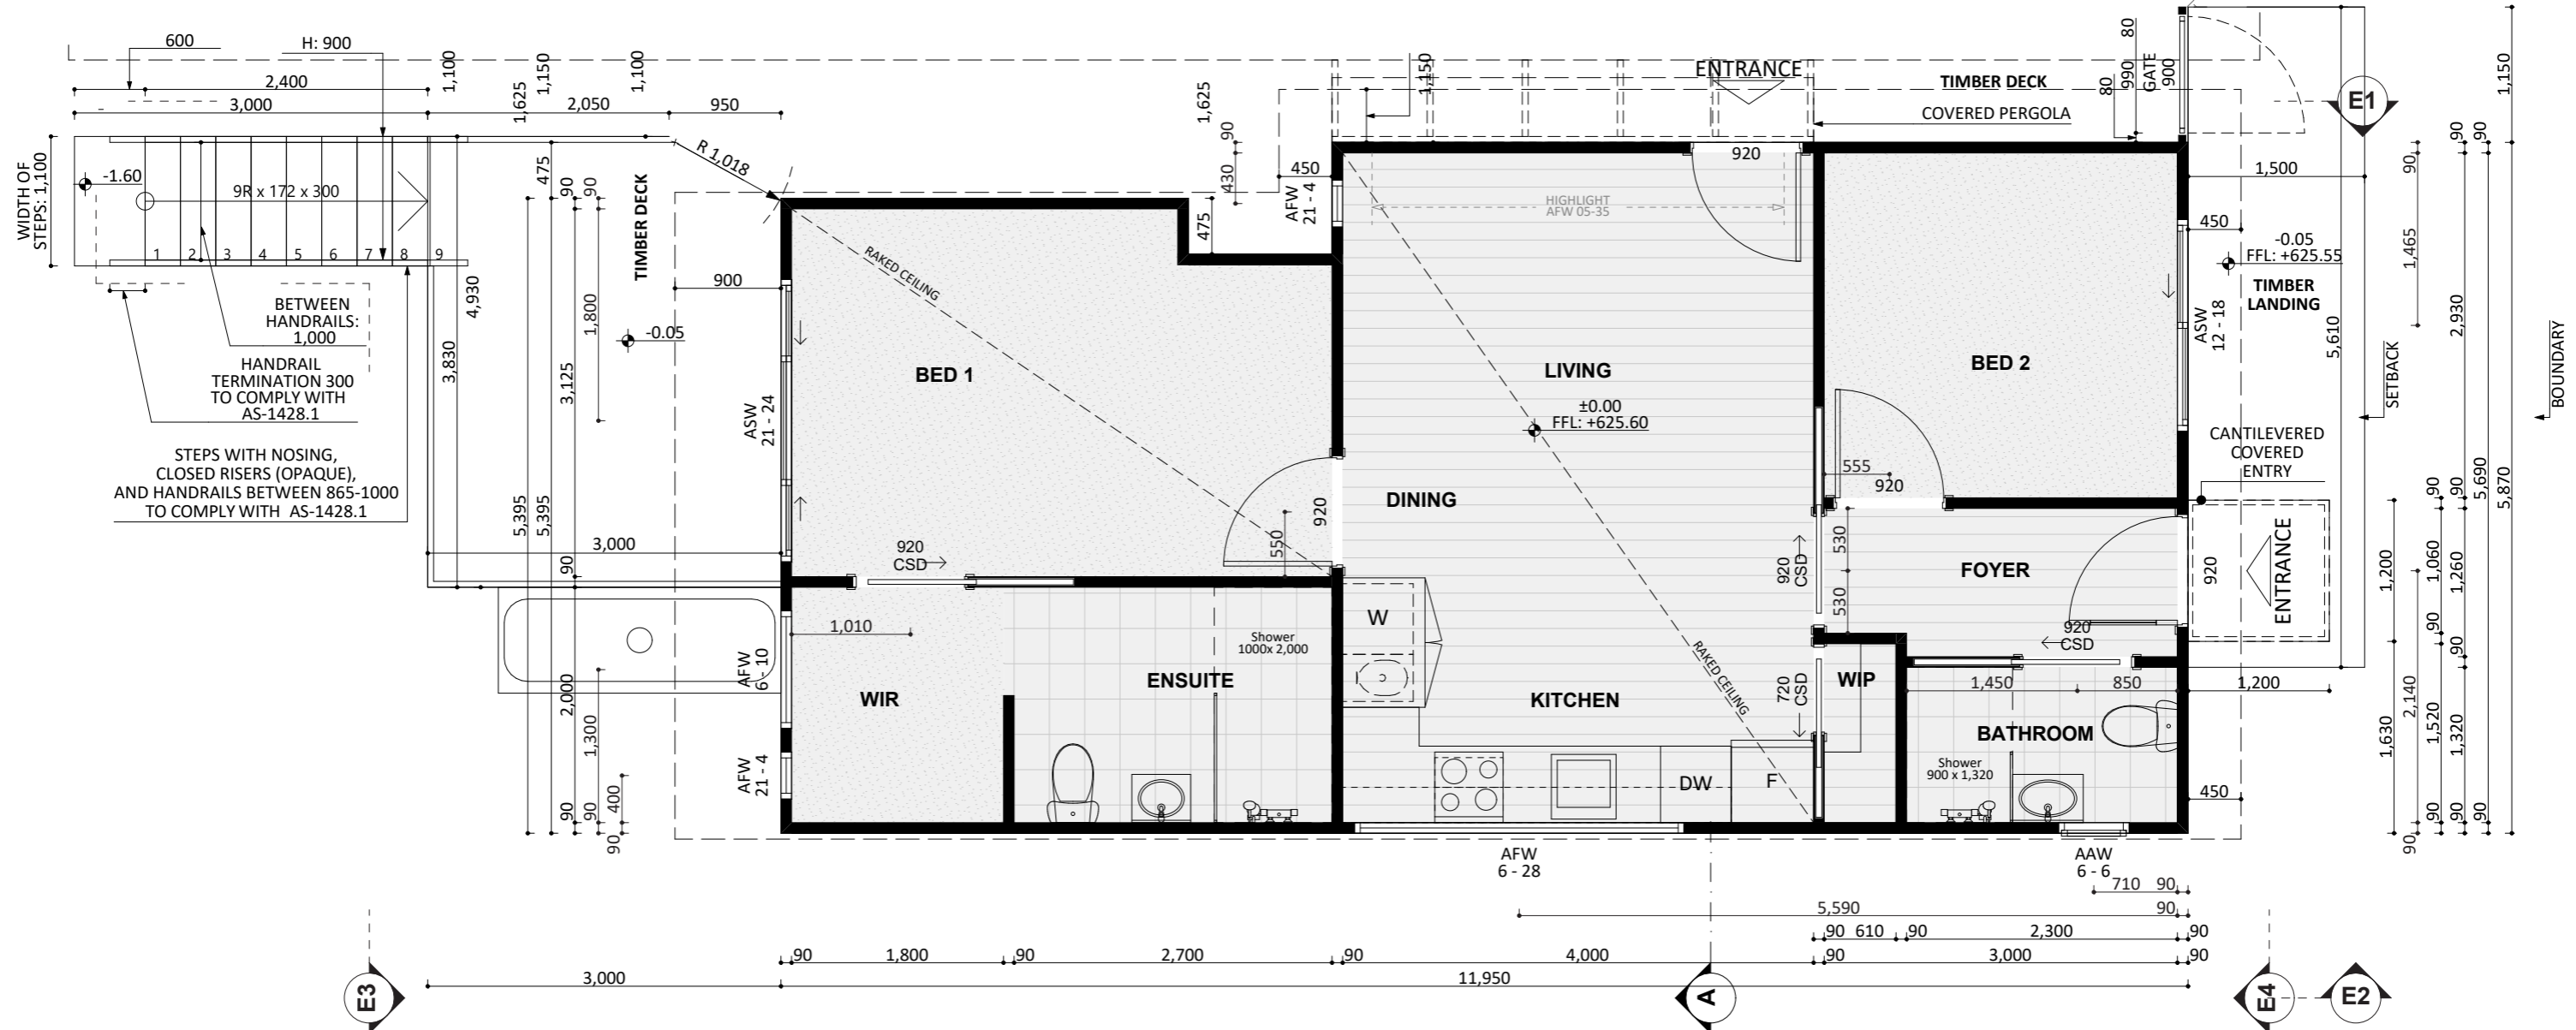 600
H: 900
2,400
3,000
1,100
1,625
1,150
1,100
2,050
950
R 1,018
WIDTH OF
STEPS: 1,100
-1.60
9R x 172 x 300
1 2 3 4 5 6 7 8 9
BETWEEN
HANDRAILS:
1,000
HANDRAIL
TERMINATION 300
TO COMPLY WITH
AS-1428.1
STEPS WITH NOSING,
CLOSED RISERS (OPAQUE),
AND HANDRAILS BETWEEN 865-1000
TO COMPLY WITH AS-1428.1
4,930
3,830
475
90
90
1,800
3,125
5,395
5,395
90
3,000
TIMBER DECK
-0.05
900
2,000
1,300
400
90
90
90
ASW
21 - 24
AFW
6 - 10
AFW
21 - 4
BED 1
RAKED CEILING
920
CSD
550
920
1,010
WIR
ENSUITE
Shower
1000x 2,000
1,625
90
430
450
475
AFW
21 - 4
1,150
ENTRANCE
920
HIGHLIGHT
AFW 05-35
LIVING
±0.00
FFL: +625.60
DINING
KITCHEN
RAKED CEILING
W
DW
F
920
CSD
720
CSD
WIP
TIMBER DECK
COVERED PERGOLA
80
990
80
GATE
900
E1
1,150
BED 2
555
920
530
530
FOYER
920
CSD
1,450
850
BATHROOM
Shower
900 x 1,320
1,500
450
-0.05
FFL: +625.55
TIMBER
LANDING
ASW
12 - 18
5,610
CANTILEVERED
COVERED
ENTRY
920
ENTRANCE
1,200
450
SETBACK
BOUNDARY
90
90
90
1,465
2,930
5,690
5,870
90
90
1,200
1,060
1,260
90
90
2,140
1,630
1,520
1,320
90
90
90
90
AFW
6 - 28
AAW
6 - 6
710 90
5,590 90
90 610 90 2,300 90
90 1,800 90 2,700 90 4,000 90 3,000 90
3,000
11,950
E3
A
E4
E2